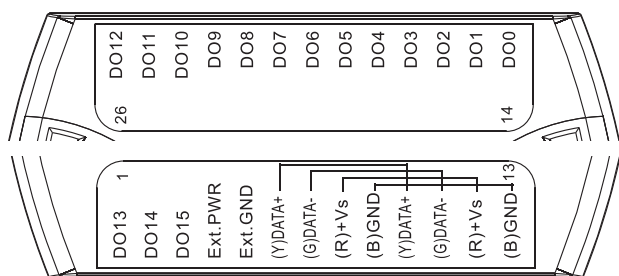 DO12
DO11
DO10
DO9
DO8
DO7
DO6
DO5
DO4
DO3
DO2
DO1
DO0
26
14
1
13
DO13
DO14
DO15
Ext.PWR
Ext.GND
(Y)DATA+
(G)DATA-
(R)+Vs
(B)GND
(Y)DATA+
(G)DATA-
(R)+Vs
(B)GND